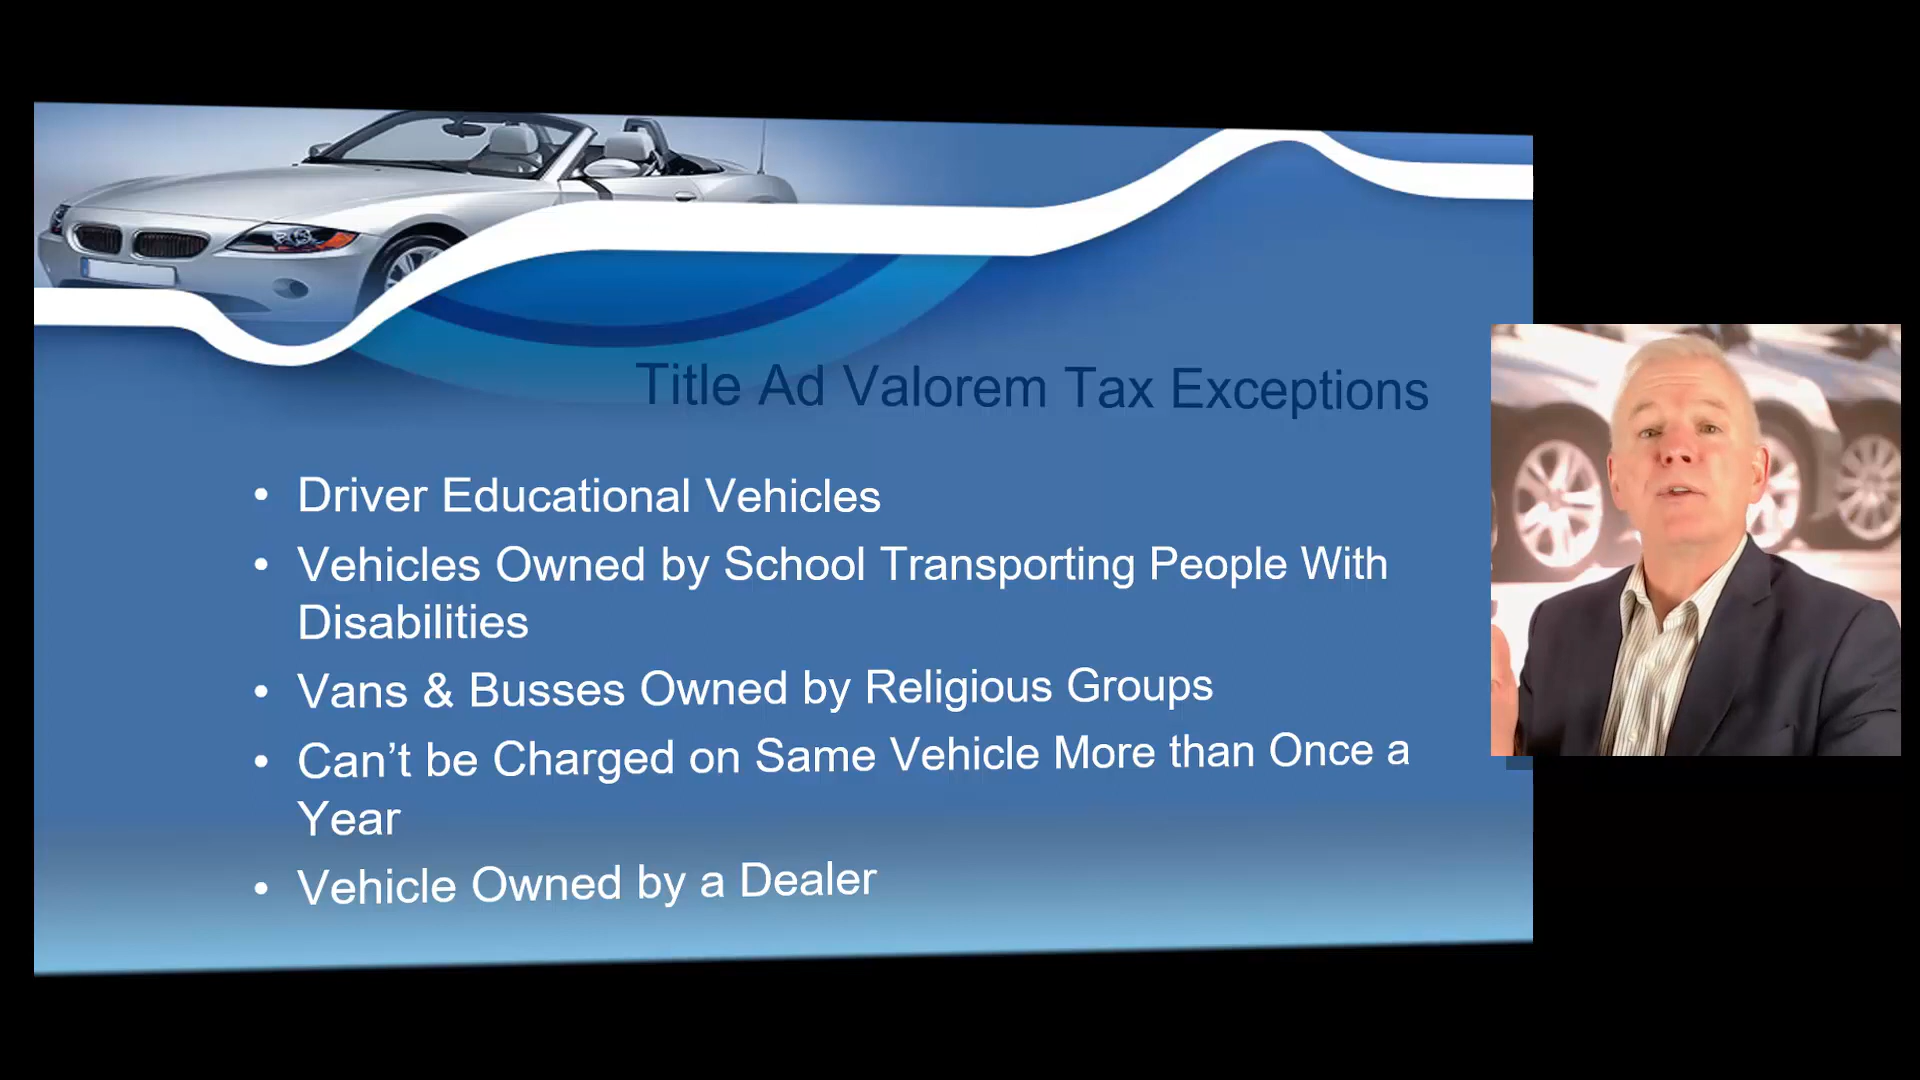 Title Ad Valorem Tax Exceptions
• Driver Educational Vehicles
• Vehicles Owned by School Transporting People With
Disabilities
• Vans & Busses Owned by Religious Groups
• Can’t be Charged on Same Vehicle More than Once a
Year
• Vehicle Owned by a Dealer